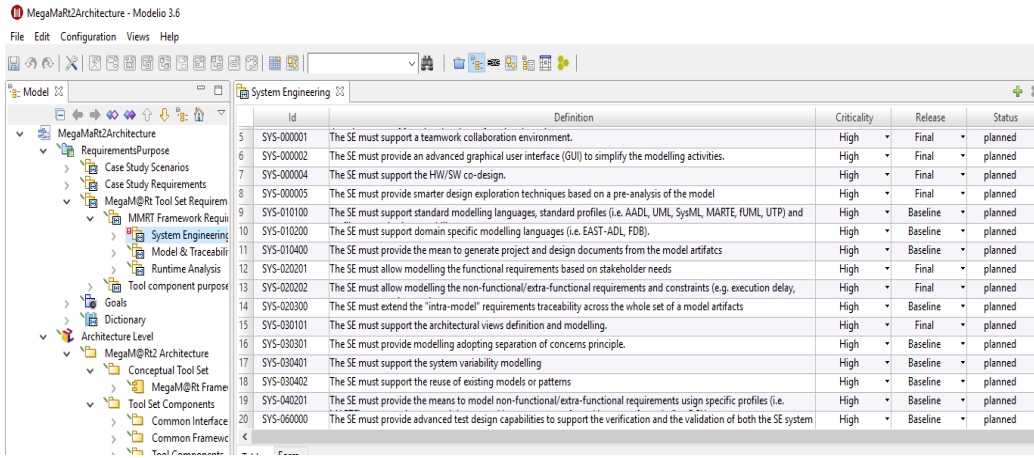 MegaMaRt2Architecture - Modelio 3.6
File Edit Configuration Views Help
Model
System Engineering
MegaMaRt2Architecture
RequirementsPurpose
Case Study Scenarios
Case Study Requirements
MegaM@Rt Tool Set Requirem
MMRT Framework Requir
System Engineering
Model & Traceabili
Runtime Analysis
Tool component purpose
Goals
Dictionary
Architecture Level
MegaM@Rt2 Architecture
Conceptual Tool Set
MegaM@Rt Frame
Tool Set Components
Common Interface
Common Framewo
Tool Components
Id Definition Criticality Release Status
5 SYS-000001 The SE must support a teamwork collaboration environment. High Final planned
6 SYS-000002 The SE must provide an advanced graphical user interface (GUI) to simplify the modelling activities. High Final planned
7 SYS-000004 The SE must support the HW/SW co-design. High Final planned
8 SYS-000005 The SE must provide smarter design exploration techniques based on a pre-analysis of the model High Final planned
9 SYS-010100 The SE must support standard modelling languages, standard profiles (i.e. AADL, UML, SysML, MARTE, fUML, UTP) and High Baseline planned
10 SYS-010200 The SE must support domain specific modelling languages (i.e. EAST-ADL, FDB). High Baseline planned
11 SYS-010400 The SE must provide the mean to generate project and design documents from the model artifatcs High Baseline planned
12 SYS-020201 The SE must allow modelling the functional requirements based on stakeholder needs High Final planned
13 SYS-020202 The SE must allow modelling the non-functional/extra-functional requirements and constraints (e.g. execution delay, High Final planned
14 SYS-020300 The SE must extend the "intra-model" requirements traceability across the whole set of a model artifacts High Baseline planned
15 SYS-030101 The SE must support the architectural views definition and modelling. High Final planned
16 SYS-030301 The SE must provide modelling adopting separation of concerns principle. High Baseline planned
17 SYS-030401 The SE must support the system variability modelling High Baseline planned
18 SYS-030402 The SE must support the reuse of existing models or patterns High Baseline planned
19 SYS-040201 The SE must provide the means to model non-functional/extra-functional requirements usign specific profiles (i.e. High Baseline planned
20 SYS-060000 The SE must provide advanced test design capabilities to support the verification and the validation of both the SE system High Baseline planned